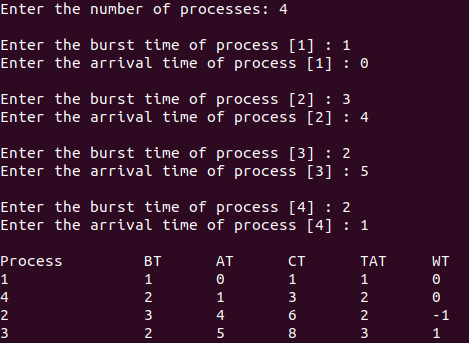 Enter the number of processes: 4
Enter the burst time of process [1] : 1
Enter the arrival time of process [1] : 0
Enter the burst time of process [2] : 3
Enter the arrival time of process [2] : 4
Enter the burst time of process [3] : 2
Enter the arrival time of process [3] : 5
Enter the burst time of process [4] : 2
Enter the arrival time of process [4] : 1
Process BT AT CT TAT WT
1 1 0 1 1 0
4 2 1 3 2 0
2 3 4 6 2 -1
3 2 5 8 3 1